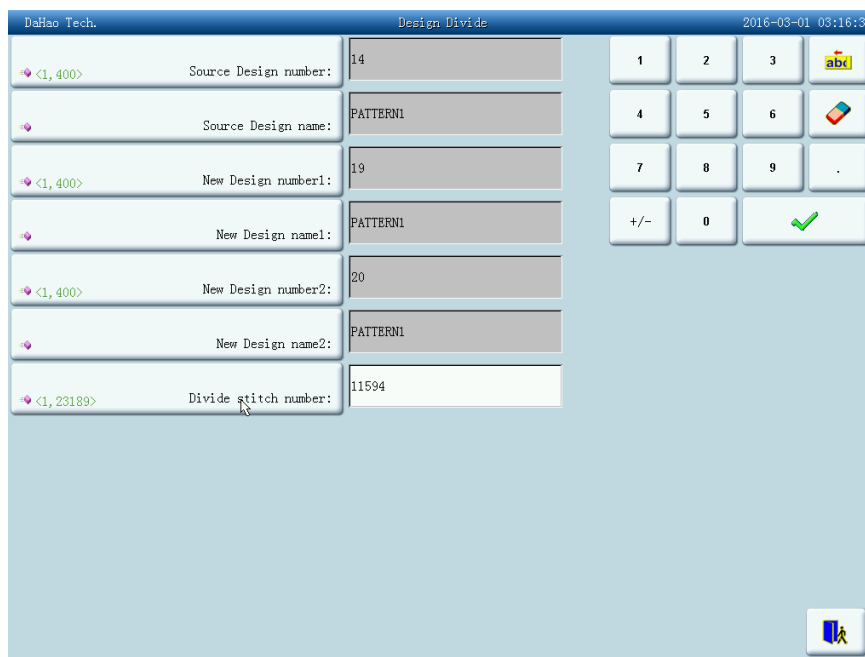 DaHao Tech. Design Divide 2016-03-01 03:16:3
<1,400> Source Design number: 14
Source Design name: PATTERN1
<1,400> New Design number1: 19
New Design name1: PATTERN1
<1,400> New Design number2: 20
New Design name2: PATTERN1
<1,23189> Divide stitch number: 11594
1 2 3 abc
4 5 6
7 8 9 .
+/- 0